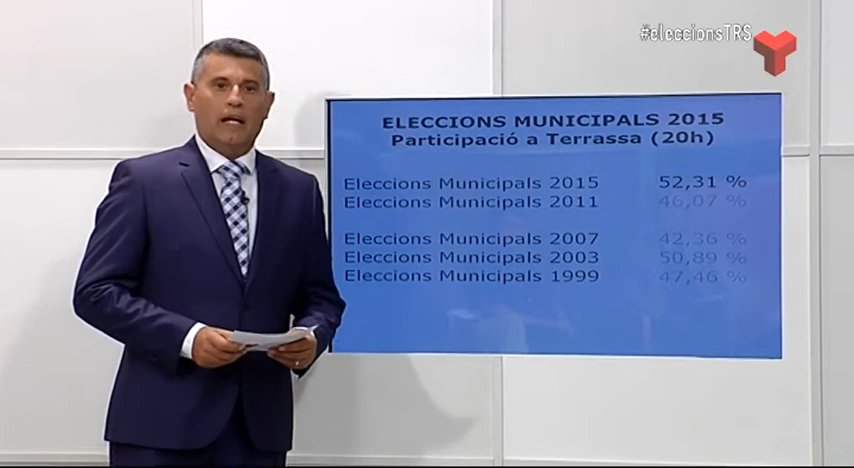 #eleccionsTRS
ELECCIONS MUNICIPALS 2015
Participació a Terrassa (20h)
Eleccions Municipals 2015 52,31 %
Eleccions Municipals 2011 46,07 %
Eleccions Municipals 2007 42,36 %
Eleccions Municipals 2003 50,89 %
Eleccions Municipals 1999 47,46 %